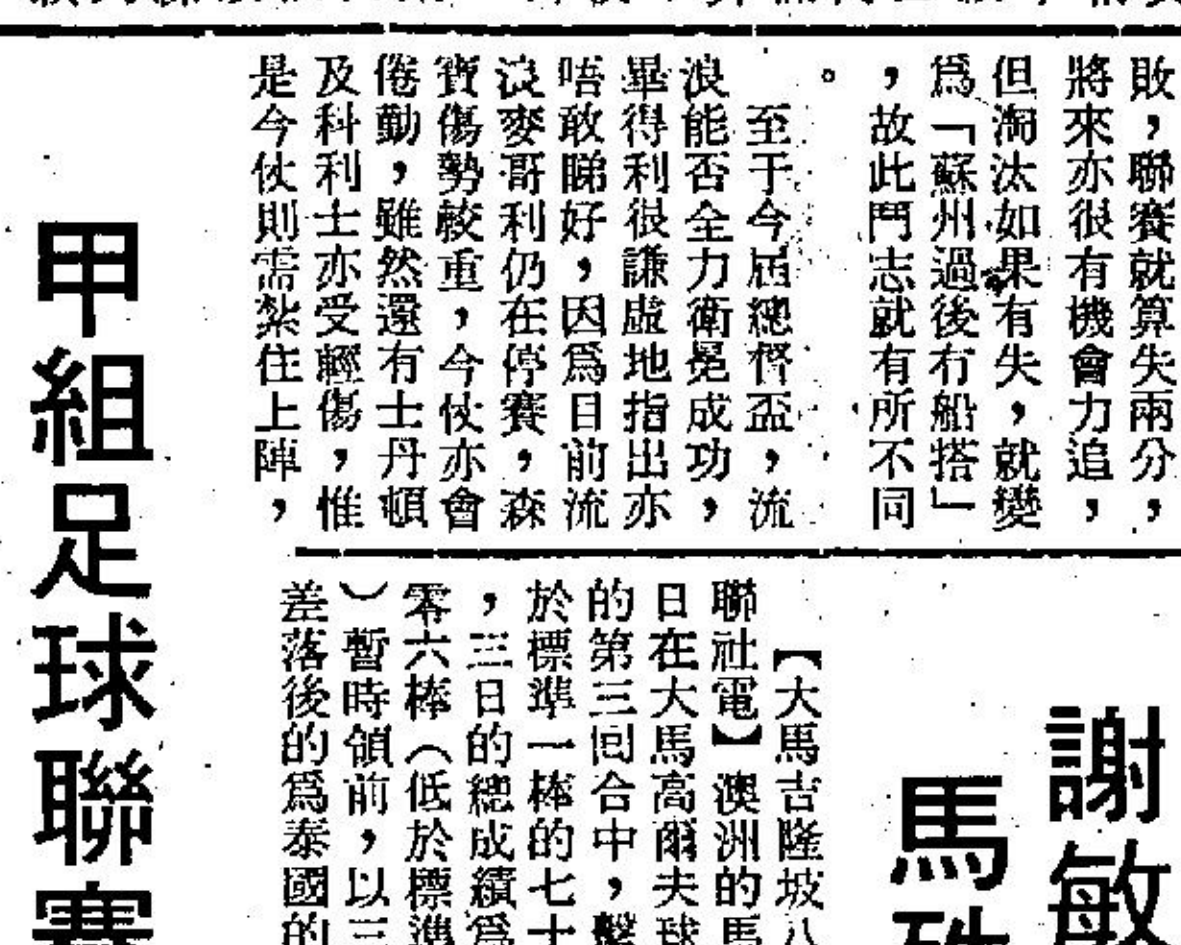 敗，聯賽就算失兩分，
將來亦很有機會力追，
但淘汰如果有失，就變
爲「蘇州過後冇船搭」
，故此鬥志就有所不同
。
至于今屆總督盃，流
浪能否全力衛冕成功，
畢得利很謙虛地指出亦
唔敢睇好，因爲目前流
浪麥哥利仍在停賽，森
寶傷勢較重，今仗亦會
倦勤，雖然還有士丹頓
及科利士亦受輕傷，惟
是今仗則需紮住上陣，
謝敏
馬
【大馬吉隆坡八
聯社電】澳洲的馬
日在大馬高爾夫球
的第三回合中，擊
於標準一棒的七十
，三日的總成績爲
零六棒（低於標準
）暫時領前，以三
差落後的爲泰國的
甲組足球聯賽